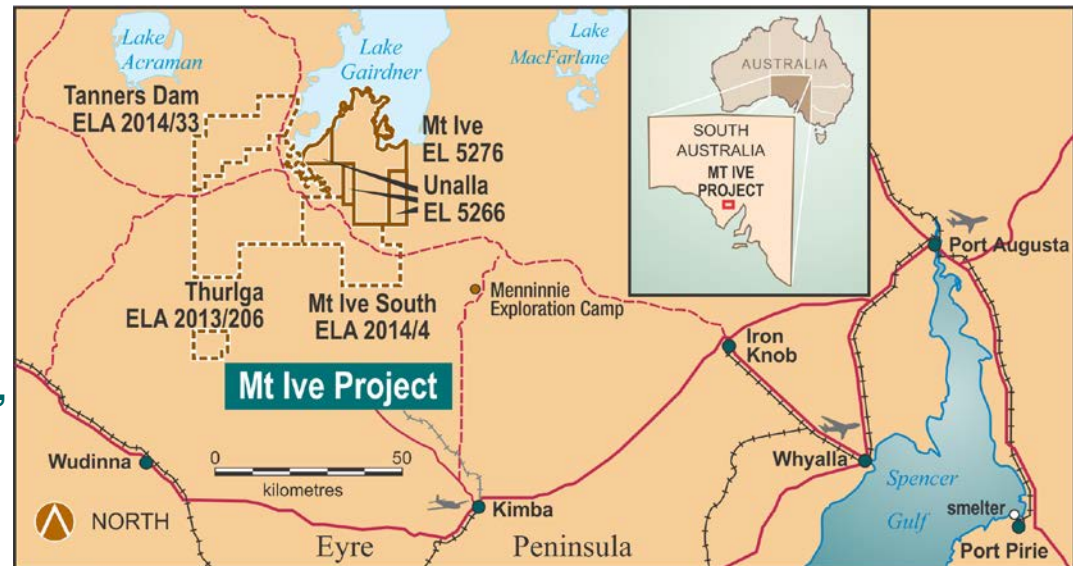 Lake
Acraman
Lake
Gairdner
Lake
MacFarlane
Tanners Dam
ELA 2014/33
Mt Ive
EL 5276
Unalla
EL 5266
Thurlga
ELA 2013/206
Mt Ive South
ELA 2014/4
Menninnie
Exploration Camp
AUSTRALIA
SOUTH
AUSTRALIA
MT IVE
PROJECT
Port Augusta
Iron
Knob
Mt Ive Project
Wudinna
0 50
kilometres
Whyalla
Spencer
Gulf
smelter
Port Pirie
Kimba
NORTH
Eyre Peninsula